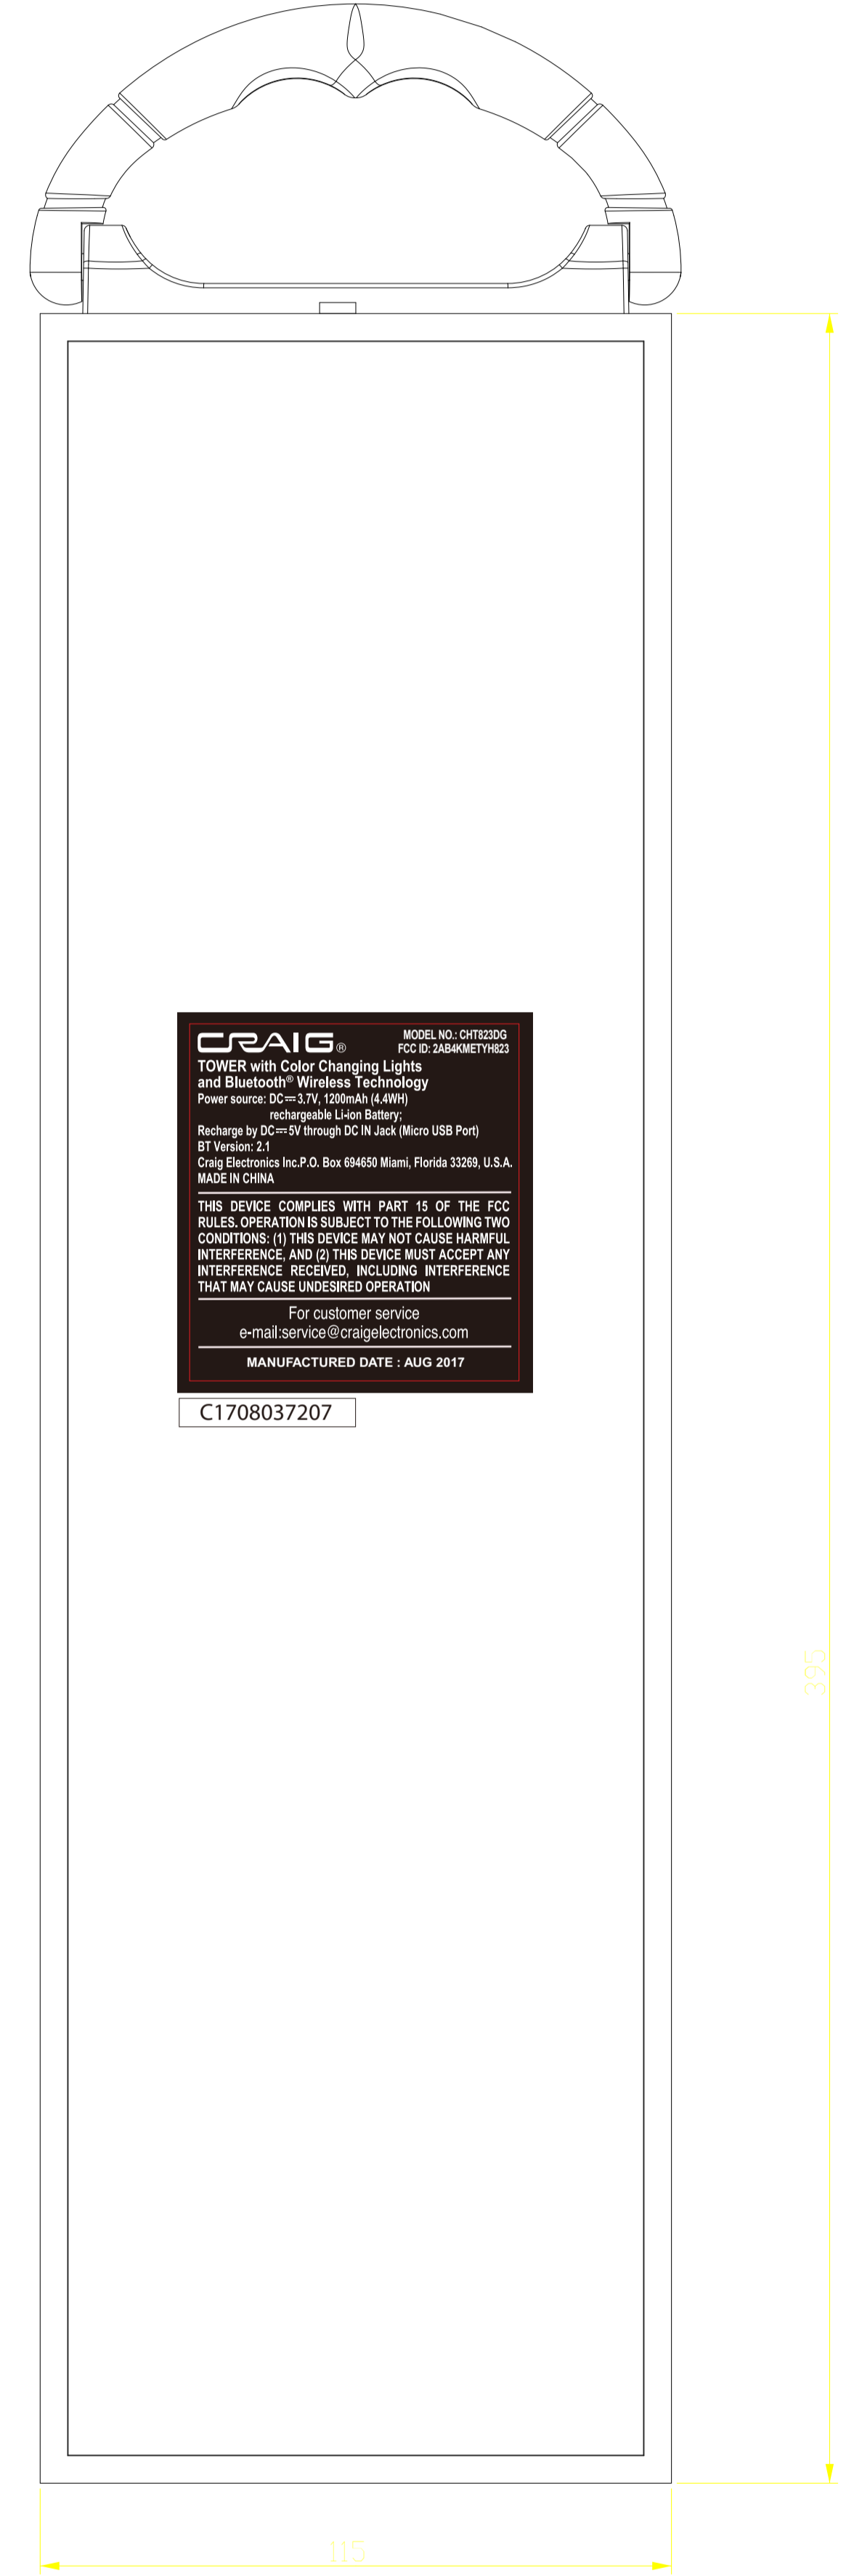 CRAIG®
MODEL NO.: CHT823DG
FCC ID: 2AB4KMETYH823
TOWER with Color Changing Lights
and Bluetooth® Wireless Technology
Power source: DC⎓3.7V, 1200mAh (4.4WH)
rechargeable Li-ion Battery;
Recharge by DC⎓5V through DC IN Jack (Micro USB Port)
BT Version: 2.1
Craig Electronics Inc.P.O. Box 694650 Miami, Florida 33269, U.S.A.
MADE IN CHINA
THIS DEVICE COMPLIES WITH PART 15 OF THE FCC
RULES. OPERATION IS SUBJECT TO THE FOLLOWING TWO
CONDITIONS: (1) THIS DEVICE MAY NOT CAUSE HARMFUL
INTERFERENCE, AND (2) THIS DEVICE MUST ACCEPT ANY
INTERFERENCE RECEIVED, INCLUDING INTERFERENCE
THAT MAY CAUSE UNDESIRED OPERATION
For customer service
e-mail:service@craigelectronics.com
MANUFACTURED DATE : AUG 2017
C1708037207
395
115